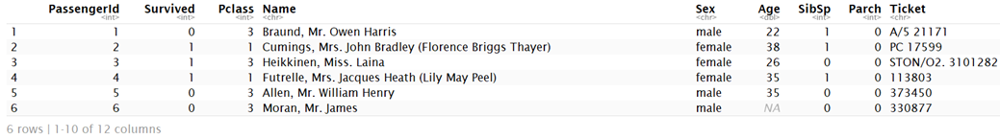 PassengerId Survived Pclass Name Sex Age SibSp Parch Ticket
<int> <int> <int> <chr> <chr> <dbl> <int> <int> <chr>
1 1 0 3 Braund, Mr. Owen Harris male 22 1 0 A/5 21171
2 2 1 1 Cumings, Mrs. John Bradley (Florence Briggs Thayer) female 38 1 0 PC 17599
3 3 1 3 Heikkinen, Miss. Laina female 26 0 0 STON/O2. 3101282
4 4 1 1 Futrelle, Mrs. Jacques Heath (Lily May Peel) female 35 1 0 113803
5 5 0 3 Allen, Mr. William Henry male 35 0 0 373450
6 6 0 3 Moran, Mr. James male NA 0 0 330877
6 rows | 1-10 of 12 columns